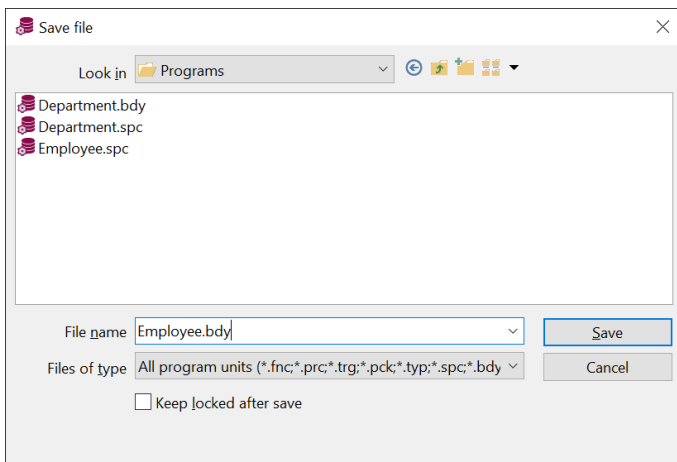 Save file
Look in Programs
Department.bdy
Department.spc
Employee.spc
File name Employee.bdy Save
Files of type All program units (*.fnc;*.prc;*.trg;*.pck;*.typ;*.spc;*.bdy Cancel
Keep locked after save